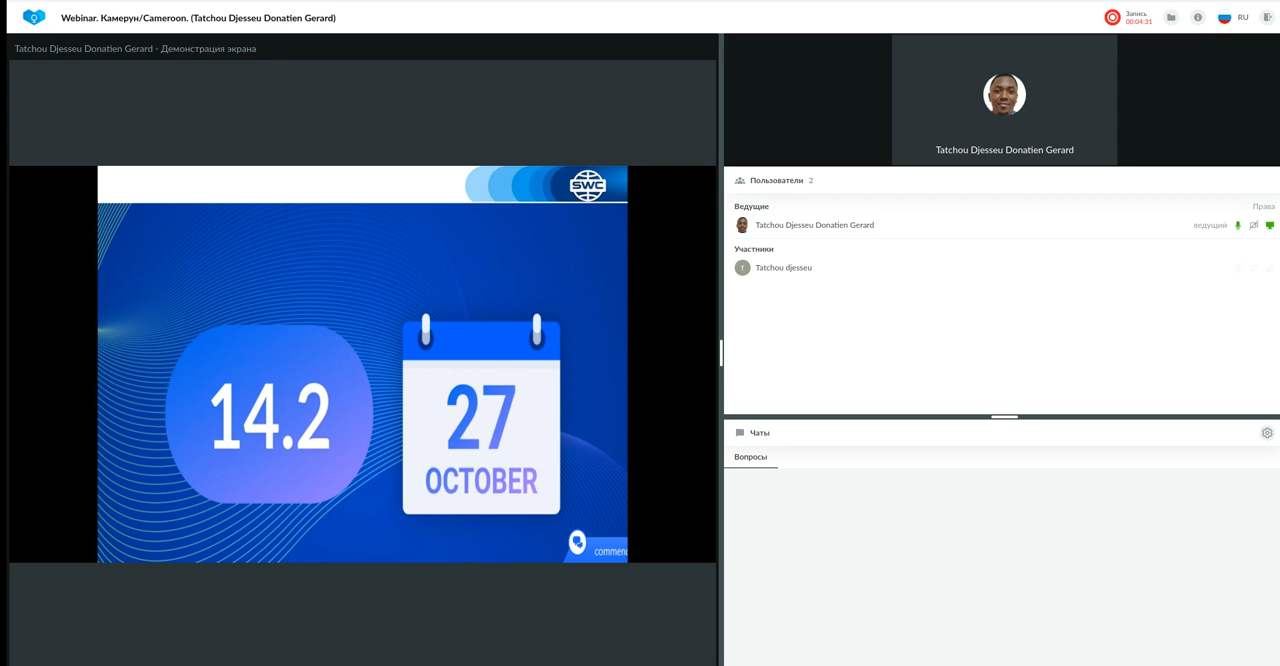 Webinar. Камерун/Cameroon. (Tatchou Djesseu Donatien Gerard)
Запись
00:04:31
RU
Tatchou Djesseu Donatien Gerard - Демонстрация экрана
SWC
14.2
27
OCTOBER
Tatchou Djesseu Donatien Gerard
Пользователи 2
Ведущие Права
Tatchou Djesseu Donatien Gerard ведущий
Участники
T Tatchou djesseu
Чаты
Вопросы